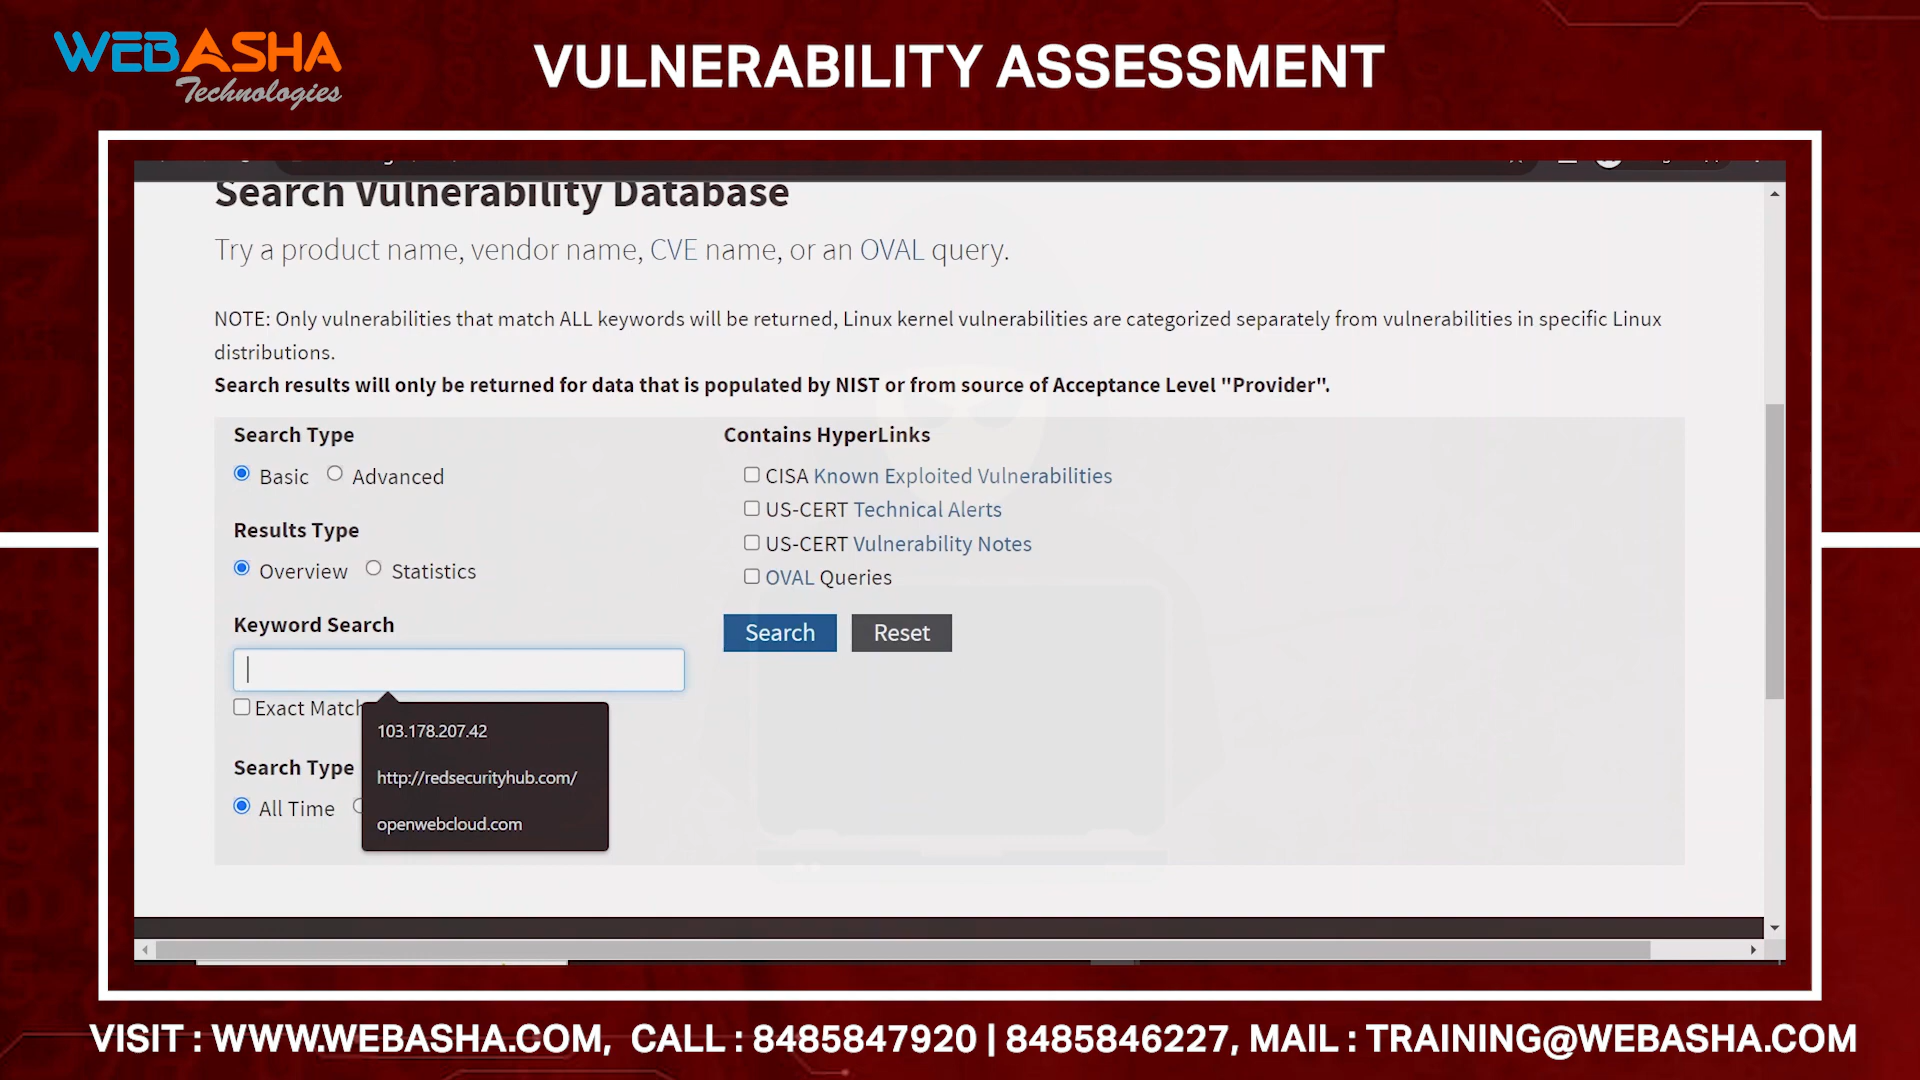 WEBASHA
Technologies
VULNERABILITY ASSESSMENT
Search Vulnerability Database
Try a product name, vendor name, CVE name, or an OVAL query.
NOTE: Only vulnerabilities that match ALL keywords will be returned, Linux kernel vulnerabilities are categorized separately from vulnerabilities in specific Linux
distributions.
Search results will only be returned for data that is populated by NIST or from source of Acceptance Level "Provider".
Search Type
Basic Advanced
Results Type
Overview Statistics
Keyword Search
Exact Match
103.178.207.42
http://redsecurityhub.com/
openwebcloud.com
Search Type
All Time
Contains HyperLinks
CISA Known Exploited Vulnerabilities
US-CERT Technical Alerts
US-CERT Vulnerability Notes
OVAL Queries
Search Reset
VISIT : WWW.WEBASHA.COM, CALL : 8485847920 | 8485846227, MAIL : TRAINING@WEBASHA.COM